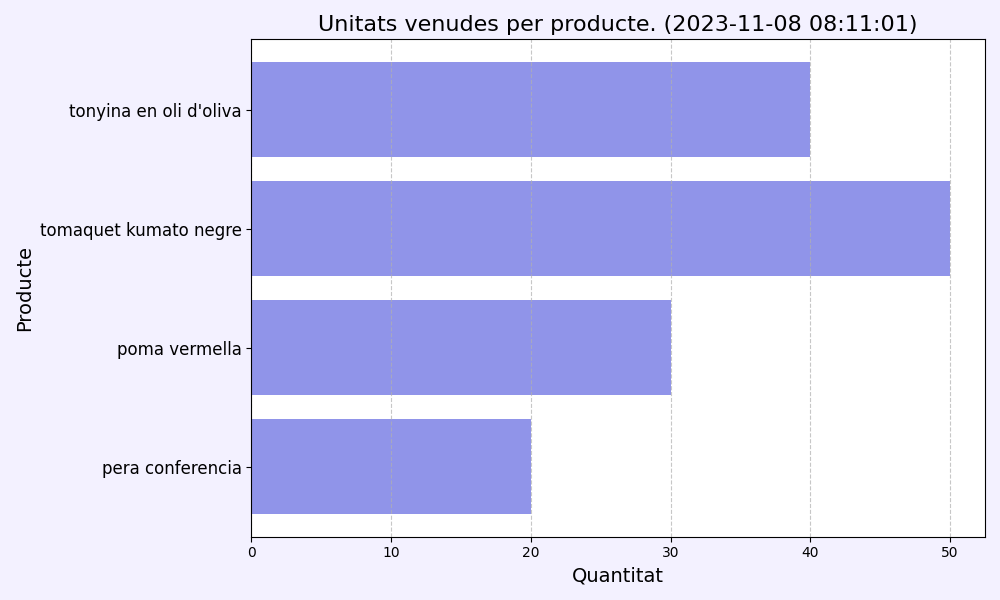 Unitats venudes per producte. (2023-11-08 08:11:01)
tonyina en oli d'oliva
tomaquet kumato negre
poma vermella
pera conferencia
Producte
0 10 20 30 40 50
Quantitat